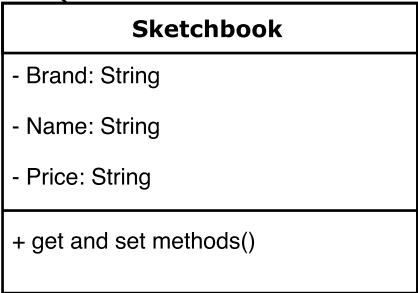 Sketchbook
- Brand: String
- Name: String
- Price: String
+ get and set methods()